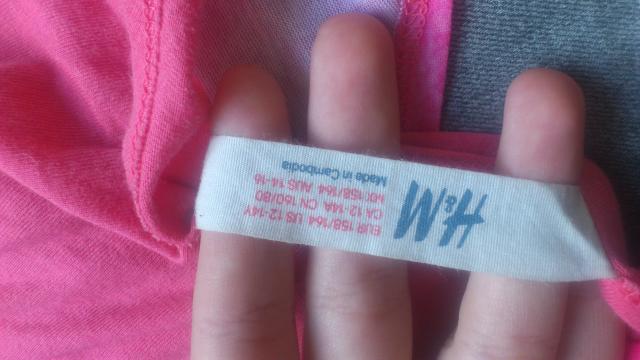 H&M
EUR 158/164 US 12-14Y
CA 12-14A CN 160/80
MX 158/164 AUS 14-16
Made in Cambodia